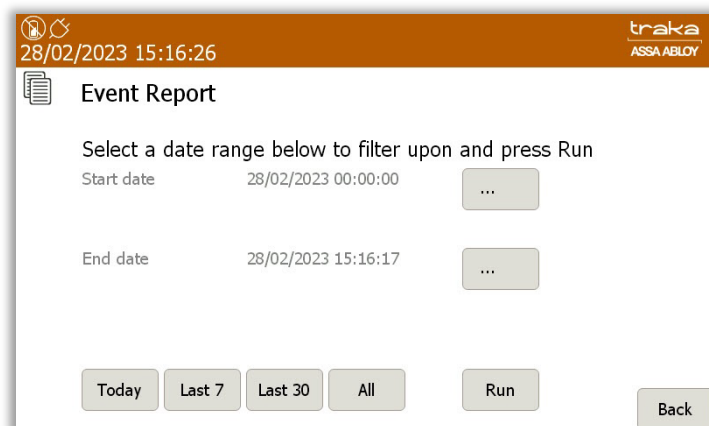 traka
28/02/2023 15:16:26
ASSA ABLOY
Event Report
Select a date range below to filter upon and press Run
Start date 28/02/2023 00:00:00 ...
End date 28/02/2023 15:16:17 ...
Today Last 7 Last 30 All Run
Back